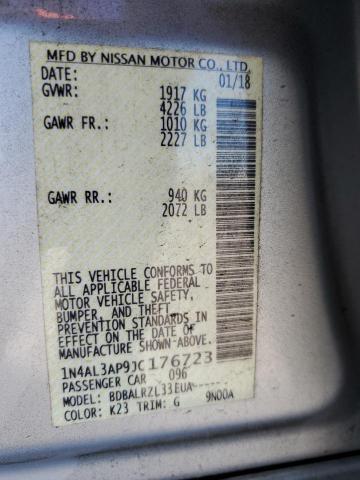 MFD BY NISSAN MOTOR CO., LTD.
DATE: 01/18
GVWR: 1917 KG
4226 LB
GAWR FR.: 1010 KG
2227 LB
GAWR RR.: 940 KG
2072 LB
THIS VEHICLE CONFORMS TO
ALL APPLICABLE FEDERAL
MOTOR VEHICLE SAFETY,
BUMPER, AND THEFT
PREVENTION STANDARDS IN
EFFECT ON THE DATE OF
MANUFACTURE SHOWN ABOVE.
1N4AL3AP9JC176723
PASSENGER CAR 096
BDBALRZL33EUA------
COLOR: K23 TRIM: G 9N00A